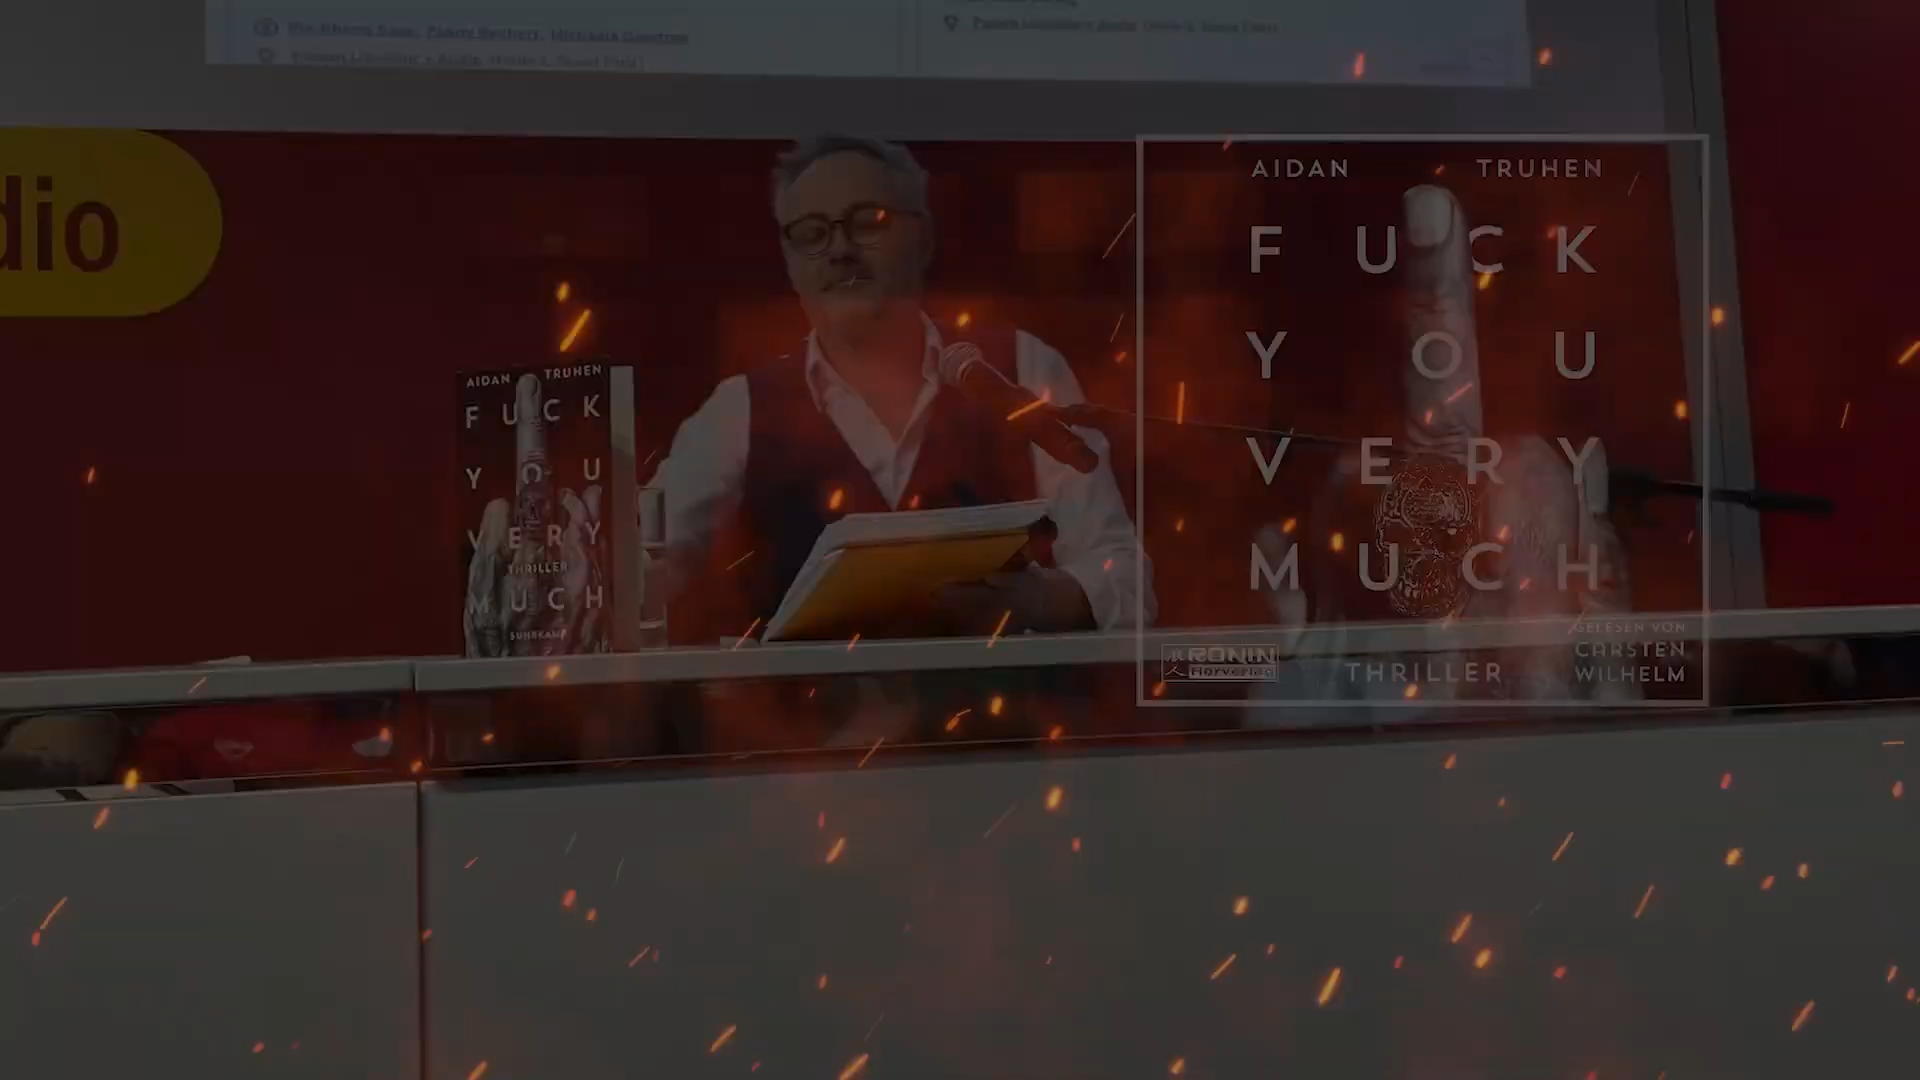 dio
AIDAN TRUHEN
FUCK
YOU
VERY
THRILLER
MUCH
SUHRKAMP
AIDAN TRUHEN
FUCK
YOU
VERY
MUCH
GELESEN VON
CARSTEN
WILHELM
RONIN
Hörverlag
THRILLER